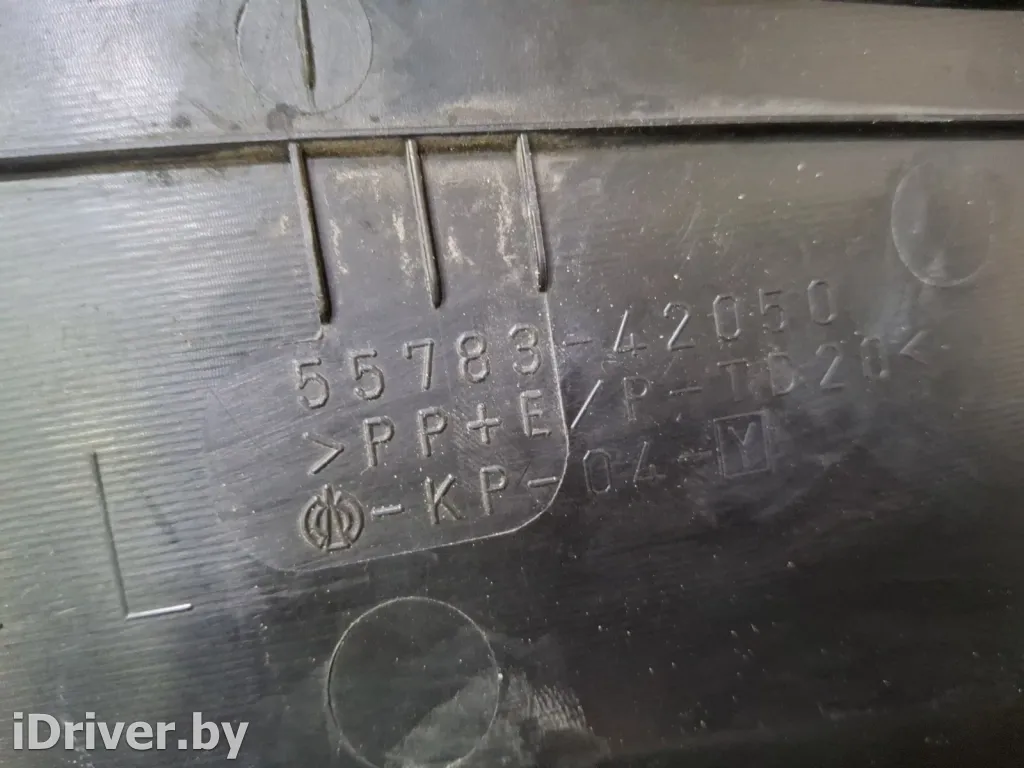 55783-42050
>PP+E/P-TD20<
-KP-04-Y
L
iDriver.by